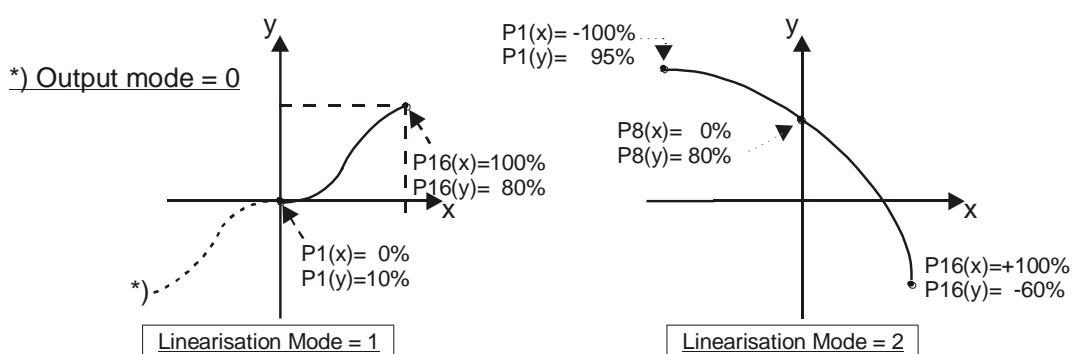 y
*) Output mode = 0
P16(x)=100%
P16(y)= 80%
x
P1(x)= 0%
P1(y)=10%
*)
Linearisation Mode = 1
P1(x)= -100%
P1(y)= 95%
y
P8(x)= 0%
P8(y)= 80%
x
P16(x)=+100%
P16(y)= -60%
Linearisation Mode = 2